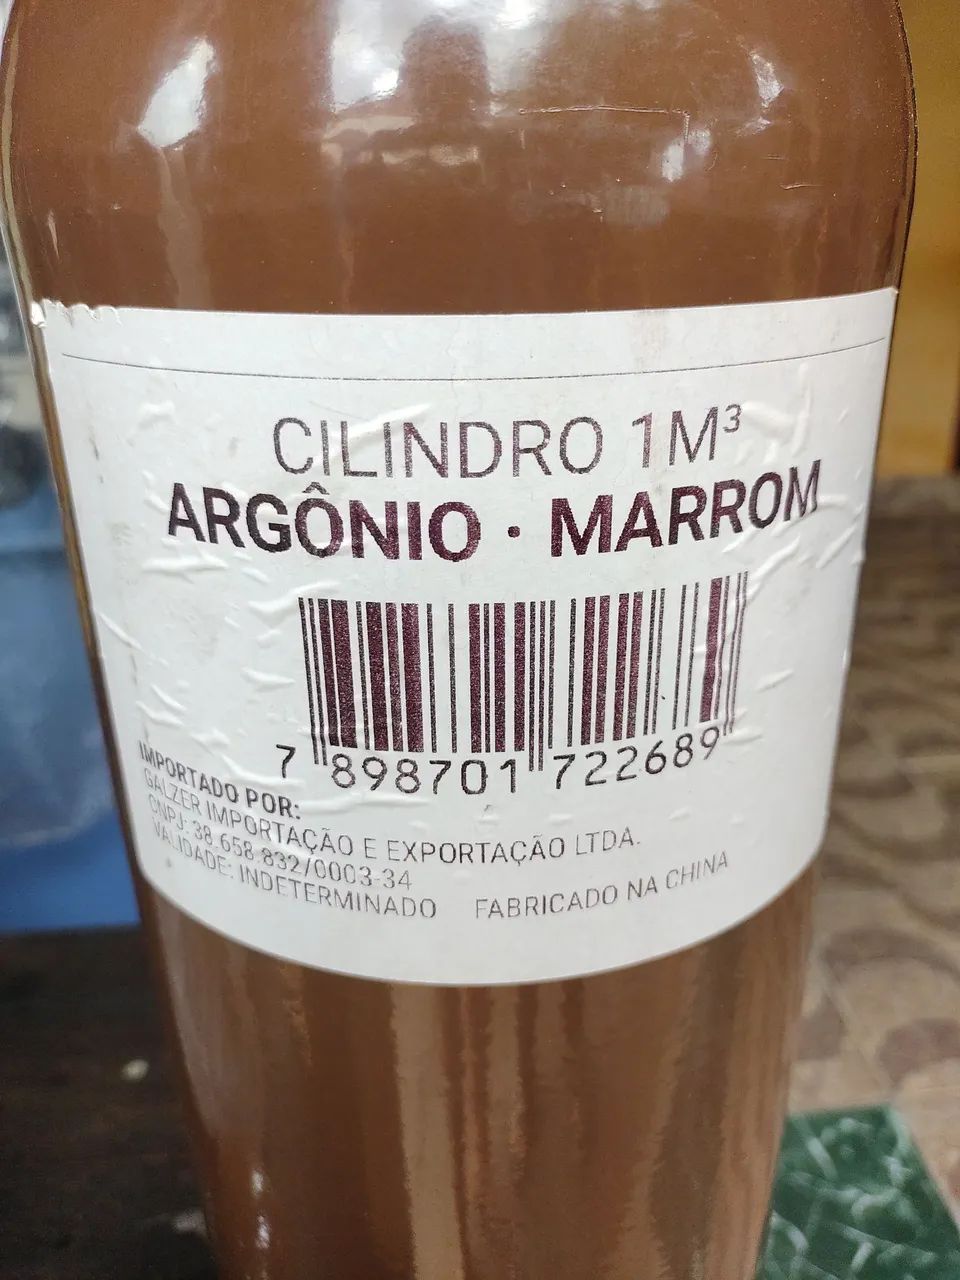 CILINDRO 1M³
ARGÔNIO · MARROM
7 898701 722689
IMPORTADO POR:
GALZER IMPORTAÇÃO E EXPORTAÇÃO LTDA.
CNPJ: 38.658.832/0003-34
VALIDADE: INDETERMINADO FABRICADO NA CHINA